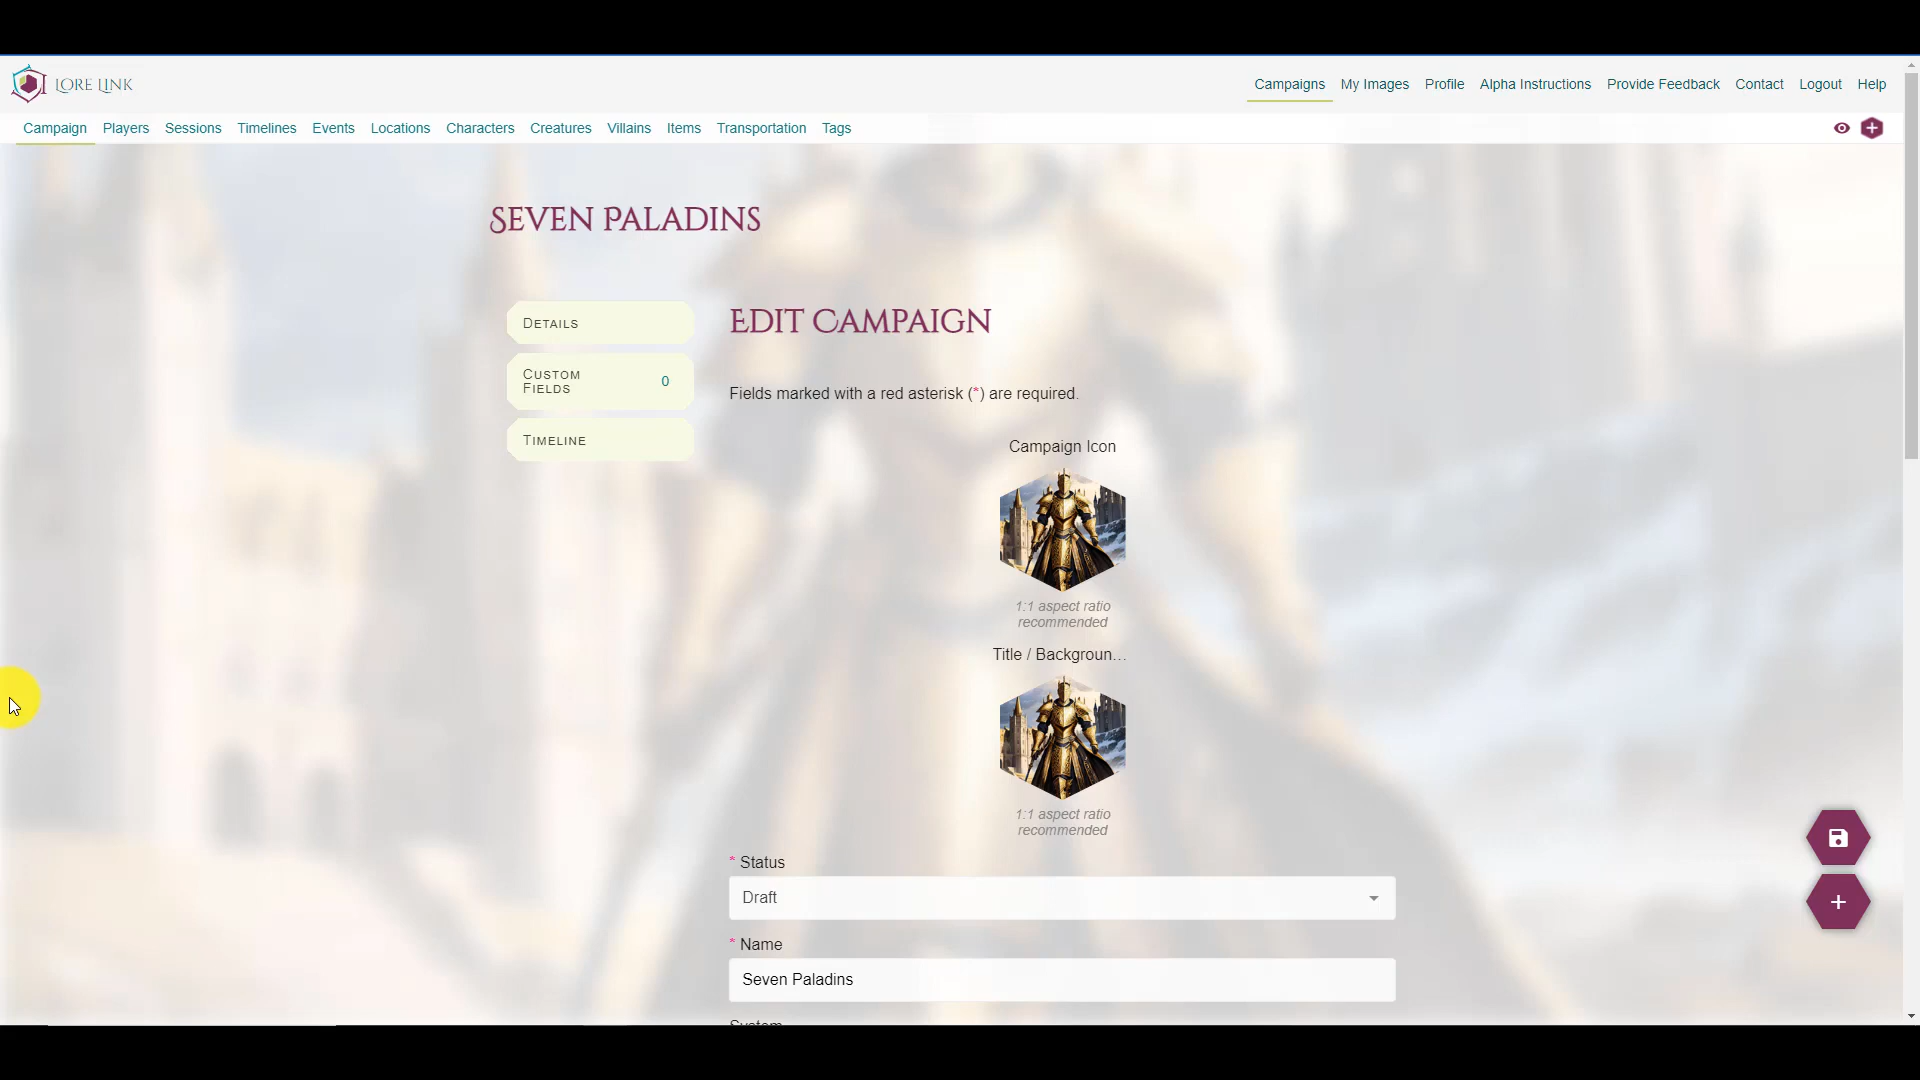 LORE LINK
Campaigns My Images Profile Alpha Instructions Provide Feedback Contact Logout Help
Campaign Players Sessions Timelines Events Locations Characters Creatures Villains Items Transportation Tags
SEVEN PALADINS
DETAILS
CUSTOM
FIELDS 0
TIMELINE
EDIT CAMPAIGN
Fields marked with a red asterisk (*) are required.
Campaign Icon
1:1 aspect ratio
recommended
Title / Backgroun...
1:1 aspect ratio
recommended
* Status
Draft
* Name
Seven Paladins
System